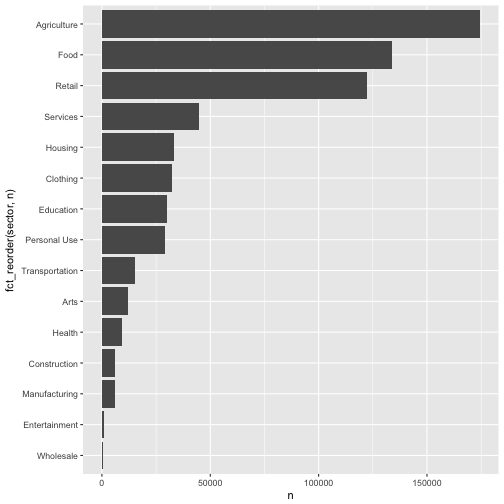 Agriculture
Food
Retail
Services
Housing
Clothing
Education
Personal Use
Transportation
Arts
Health
Construction
Manufacturing
Entertainment
Wholesale
fct_reorder(sector, n)
0
50000
100000
150000
n